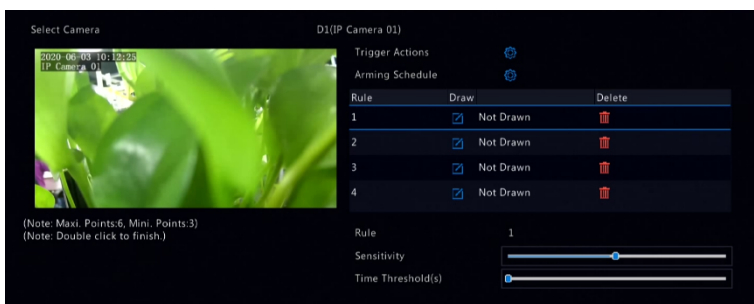 Select Camera
D1(IP Camera 01)
2020-06-03 10:12:25
IP Camera 01
Trigger Actions
Arming Schedule
Rule Draw Delete
1 Not Drawn
2 Not Drawn
3 Not Drawn
4 Not Drawn
(Note: Maxi. Points:6, Mini. Points:3)
(Note: Double click to finish.)
Rule 1
Sensitivity
Time Threshold(s)